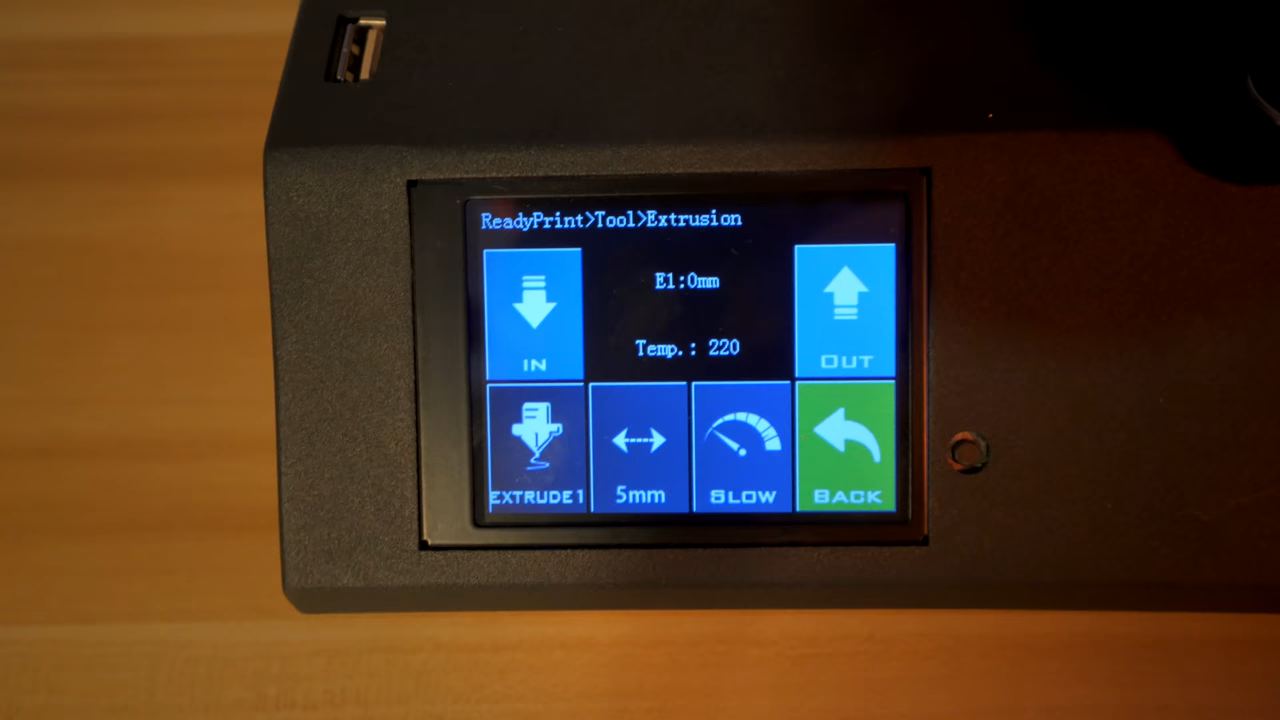 ReadyPrint>Tool>Extrusion
E1:0mm
Temp.: 220
IN
OUT
EXTRUDE1
5mm
SLOW
BACK